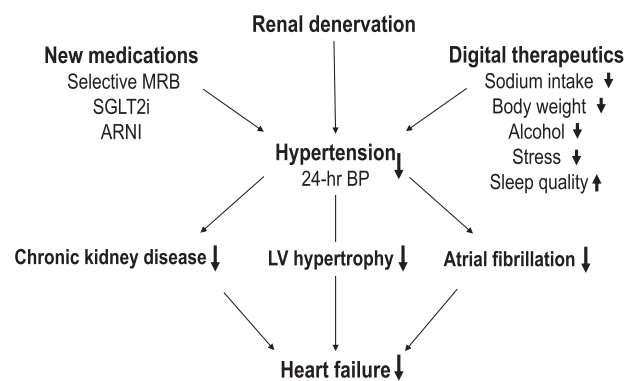 Renal denervation
New medications
Selective MRB
SGLT2i
ARNI
Digital therapeutics
Sodium intake ↓
Body weight ↓
Alcohol ↓
Stress ↓
Sleep quality ↑
Hypertension ↓
24-hr BP
Chronic kidney disease ↓
LV hypertrophy ↓
Atrial fibrillation ↓
Heart failure ↓